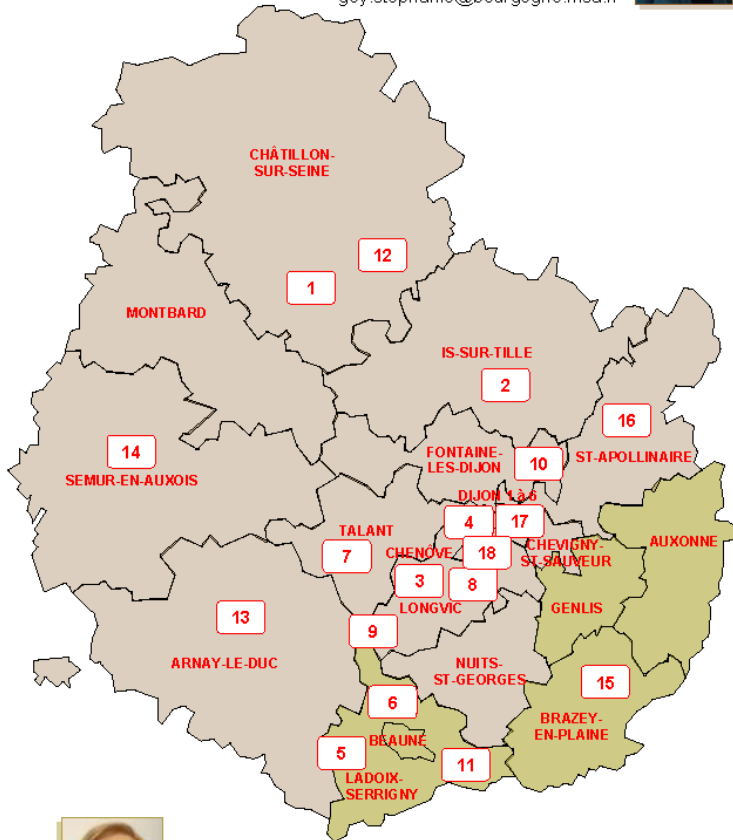 CHÂTILLON-
SUR-SEINE
12
1
MONTBARD
IS-SUR-TILLE
2
16
14
SEMUR-EN-AUXOIS
FONTAINE-
LES-DIJON
10
ST-APOLLINAIRE
DIJON 1 à 6
4
17
TALANT
7
CHENÔVE
18
CHEVIGNY-
ST-SAUVEUR
AUXONNE
3
8
LONGVIC
GENLIS
13
9
ARNAY-LE-DUC
NUITS-
ST-GEORGES
15
6
BRAZEY-
EN-PLAINE
BEAUNE
5
11
LADOIX-
SERRIGNY